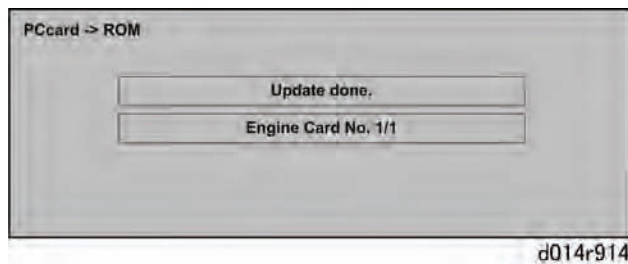 PCcard -> ROM
Update done.
Engine Card No. 1/1
d014r914